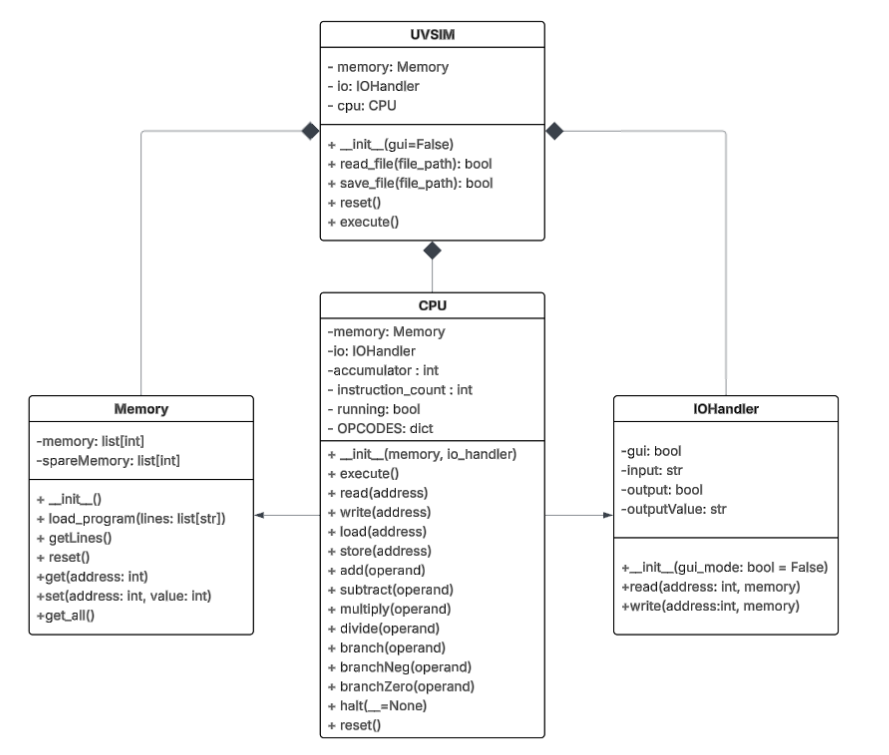 UVSIM
- memory: Memory
- io: IOHandler
- cpu: CPU
+ __init__(gui=False)
+ read_file(file_path): bool
+ save_file(file_path): bool
+ reset()
+ execute()
CPU
-memory: Memory
-io: IOHandler
-accumulator : int
- instruction_count : int
- running: bool
- OPCODES: dict
+ __init__(memory, io_handler)
+ execute()
+ read(address)
+ write(address)
+ load(address)
+ store(address)
+ add(operand)
+ subtract(operand)
+ multiply(operand)
+ divide(operand)
+ branch(operand)
+ branchNeg(operand)
+ branchZero(operand)
+ halt(__=None)
+ reset()
Memory
-memory: list[int]
-spareMemory: list[int]
+ __init__()
+ load_program(lines: list[str])
+ getLines()
+ reset()
+get(address: int)
+set(address: int, value: int)
+get_all()
IOHandler
-gui: bool
-input: str
-output: bool
-outputValue: str
+__init__(gui_mode: bool = False)
+read(address: int, memory)
+write(address:int, memory)